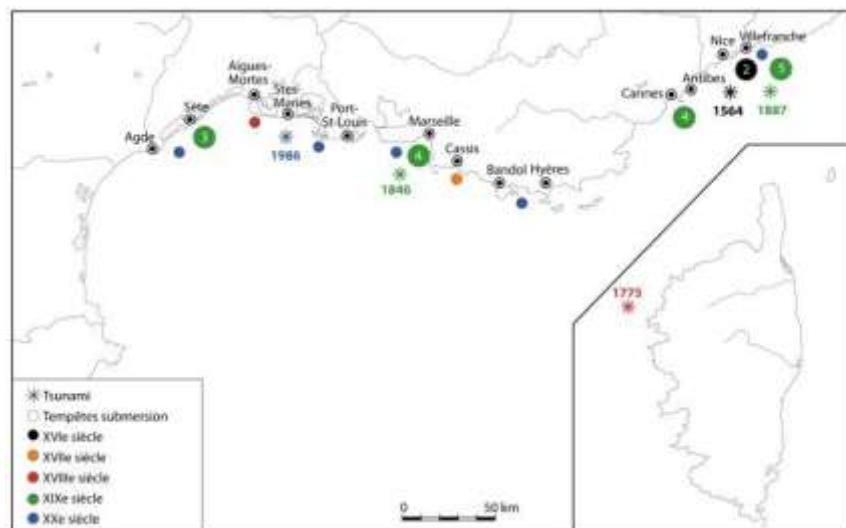 Nice Villefranche
2
5
Aigues-
Mortes
Stes-
Maries
Port-
St-Louis
Marseille
Cannes
Antibes
1564
1887
Sète
3
Agde
1986
4
Cassis
4
1846
Bandol Hyères
1773
Tsunami
Tempêtes submersion
XVIe siècle
XVIIe siècle
XVIIIe siècle
XIXe siècle
XXe siècle
0
50 km